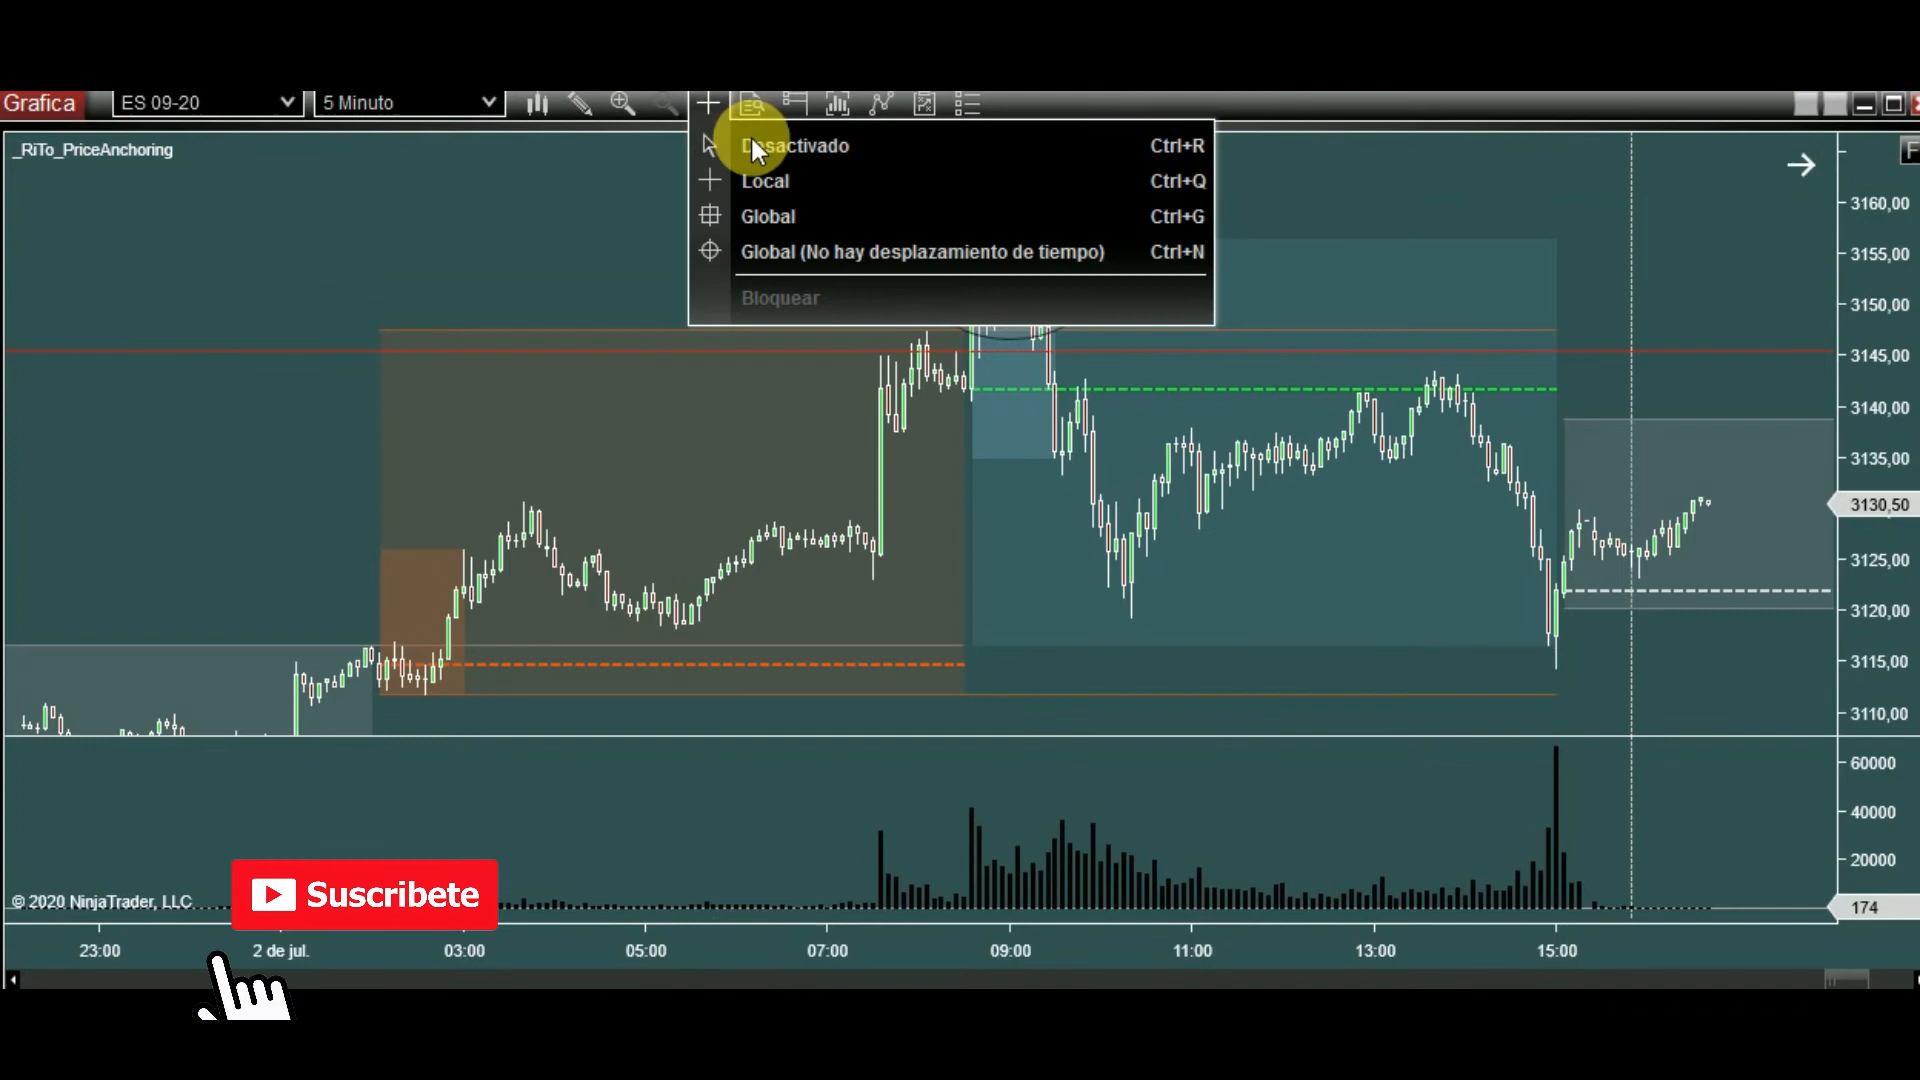 Grafica
ES 09-20
5 Minuto
_RiTo_PriceAnchoring
Desactivado Ctrl+R
Local Ctrl+Q
Global Ctrl+G
Global (No hay desplazamiento de tiempo) Ctrl+N
Bloquear
F
3160,00
3155,00
3150,00
3145,00
3140,00
3135,00
3130,50
3125,00
3120,00
3115,00
3110,00
60000
40000
20000
174
© 2020 NinjaTrader, LLC
Suscribete
23:00 2 de jul. 03:00 05:00 07:00 09:00 11:00 13:00 15:00